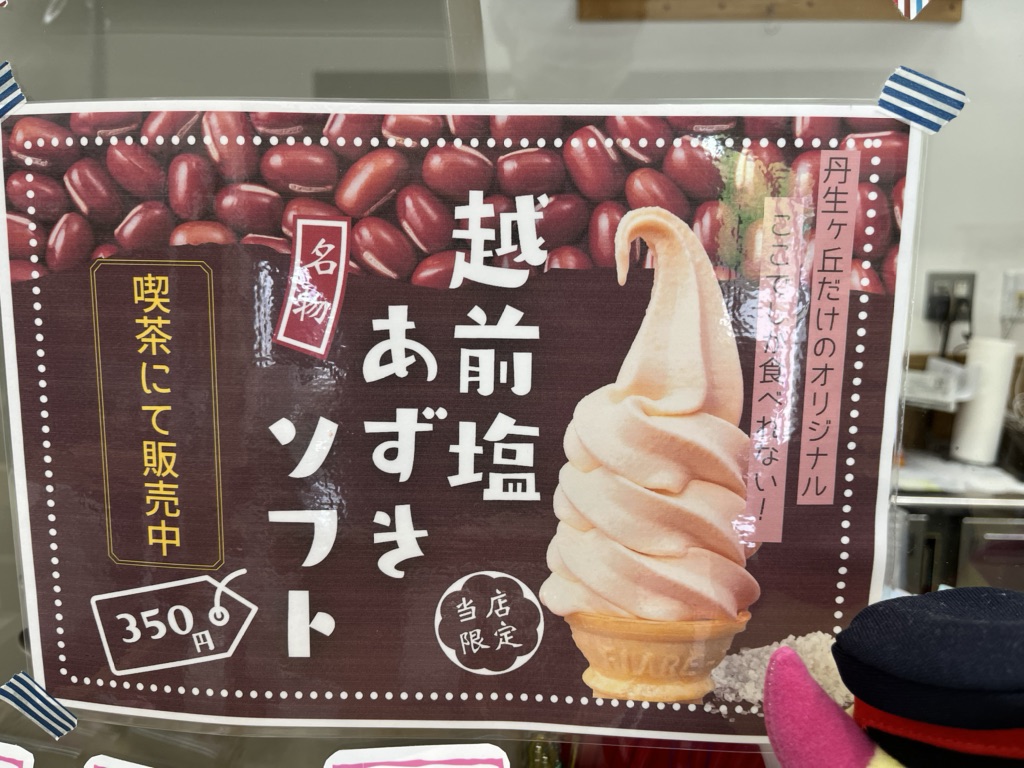 丹生ヶ丘だけのオリジナル
ここでしか食べれない!
越前塩
あずき
ソフト
名物
喫茶にて販売中
350円
当店
限定